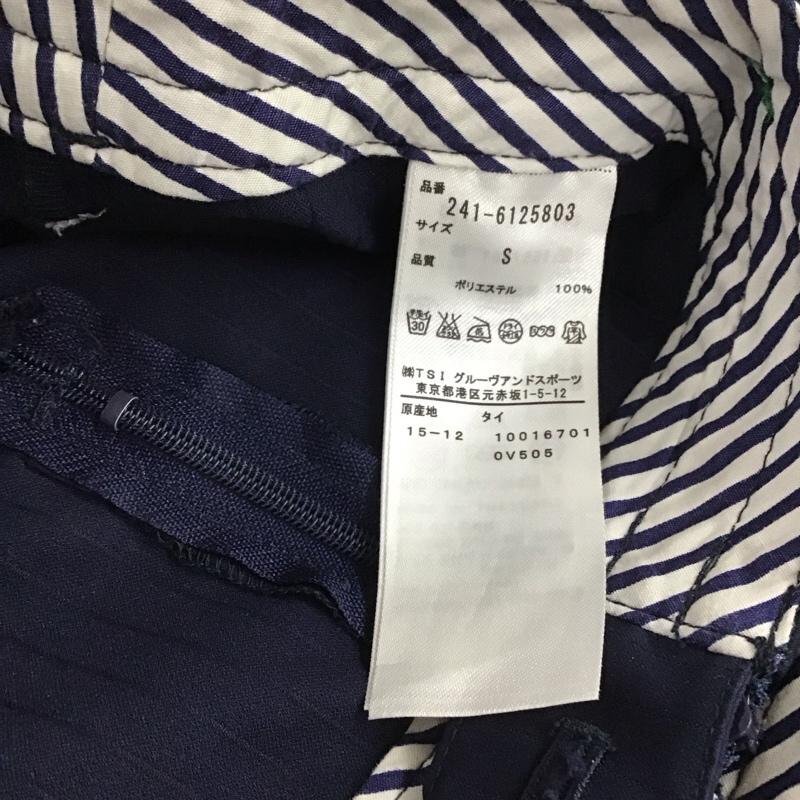 品番
241-6125803
サイズ
S
品質
ポリエステル 100%
30
㈱TSI グルーヴアンドスポーツ
東京都港区元赤坂1-5-12
原産地 タイ
15-12 10016701
0V505